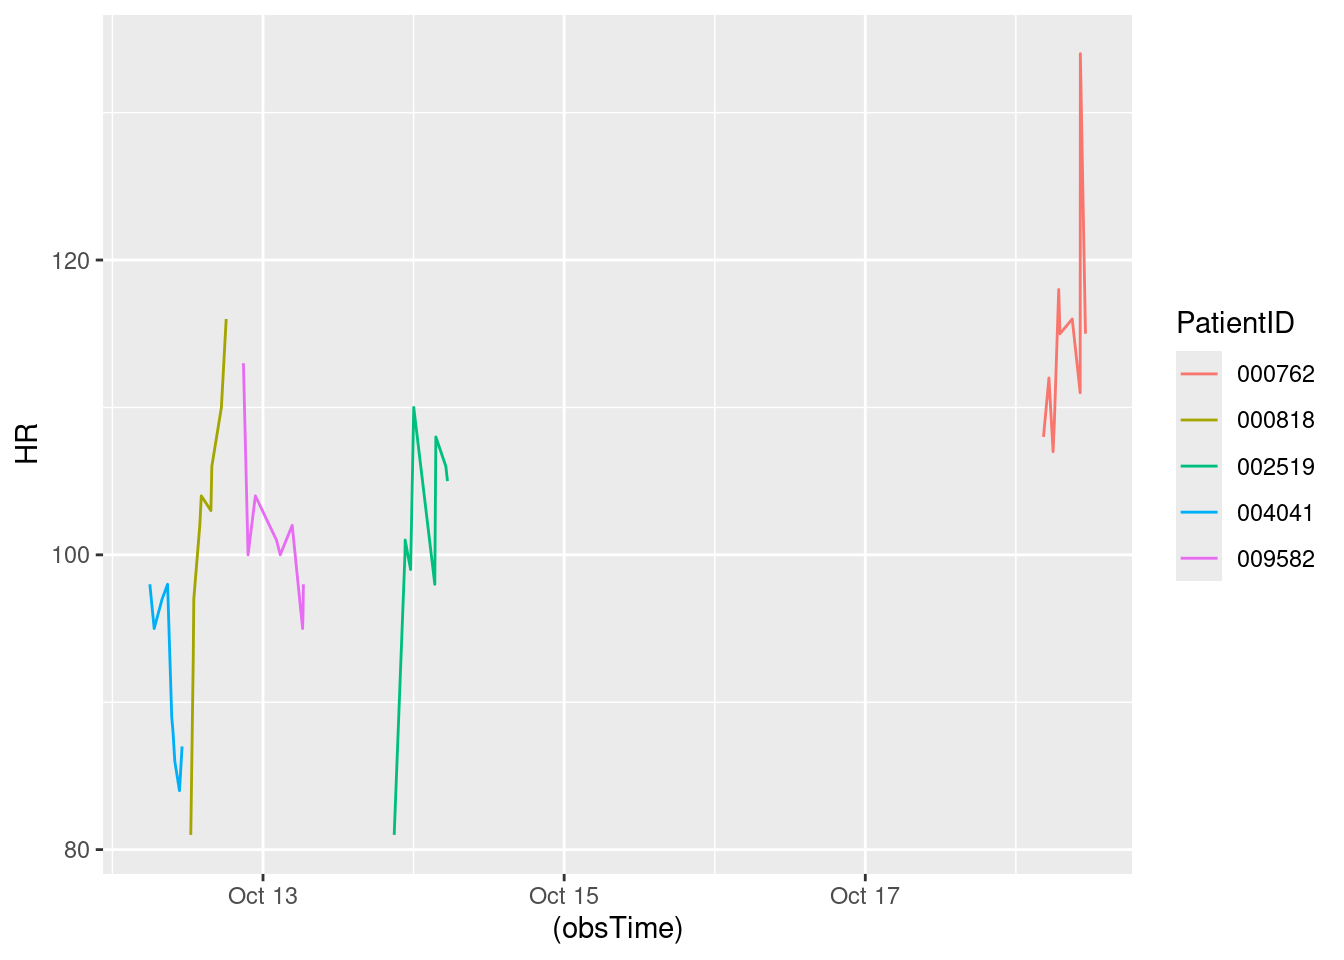 HR
120
100
80
Oct 13
Oct 15
Oct 17
(obsTime)
PatientID
000762
000818
002519
004041
009582